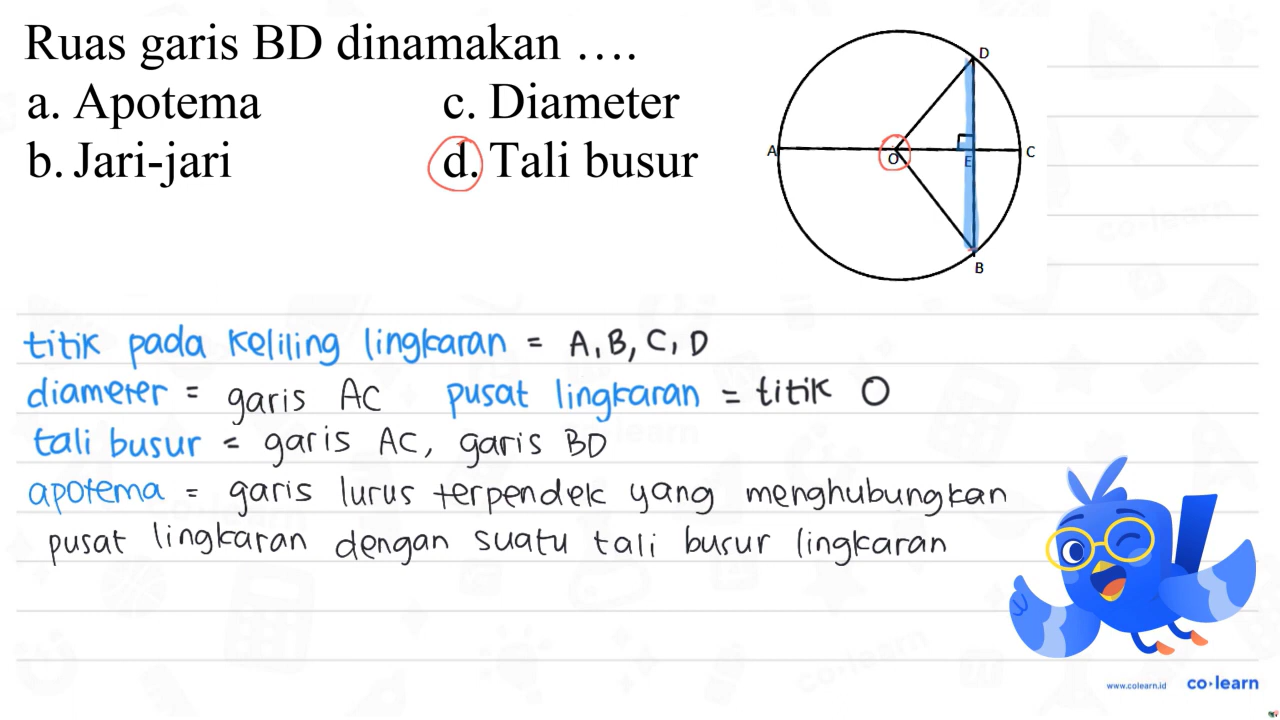 Ruas garis BD dinamakan ....
a. Apotema c. Diameter
b. Jari-jari d. Tali busur
D
A O E C
B
titik pada keliling lingkaran = A, B, C, D
diameter = garis AC pusat lingkaran = titik O
tali busur = garis AC, garis BD
apotema = garis lurus terpendek yang menghubungkan
pusat lingkaran dengan suatu tali busur lingkaran
www.colearn.id co·learn